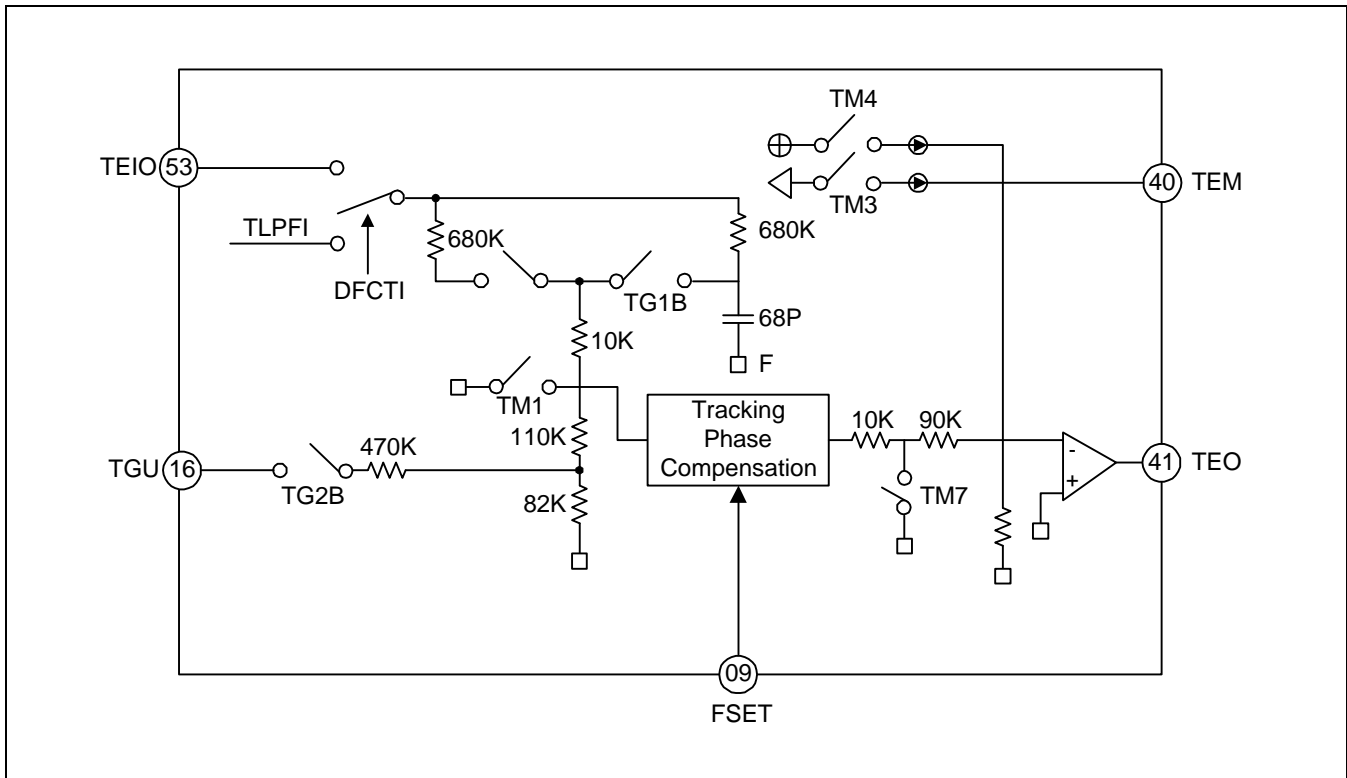 TM4
TEIO 53
40 TEM
TM3
TLPFI
680K
680K
DFCTI
TG1B
68P
10K
F
TM1
Tracking
Phase
Compensation
10K
90K
110K
470K
TGU 16
TG2B
82K
TM7
-
+
41 TEO
09
FSET